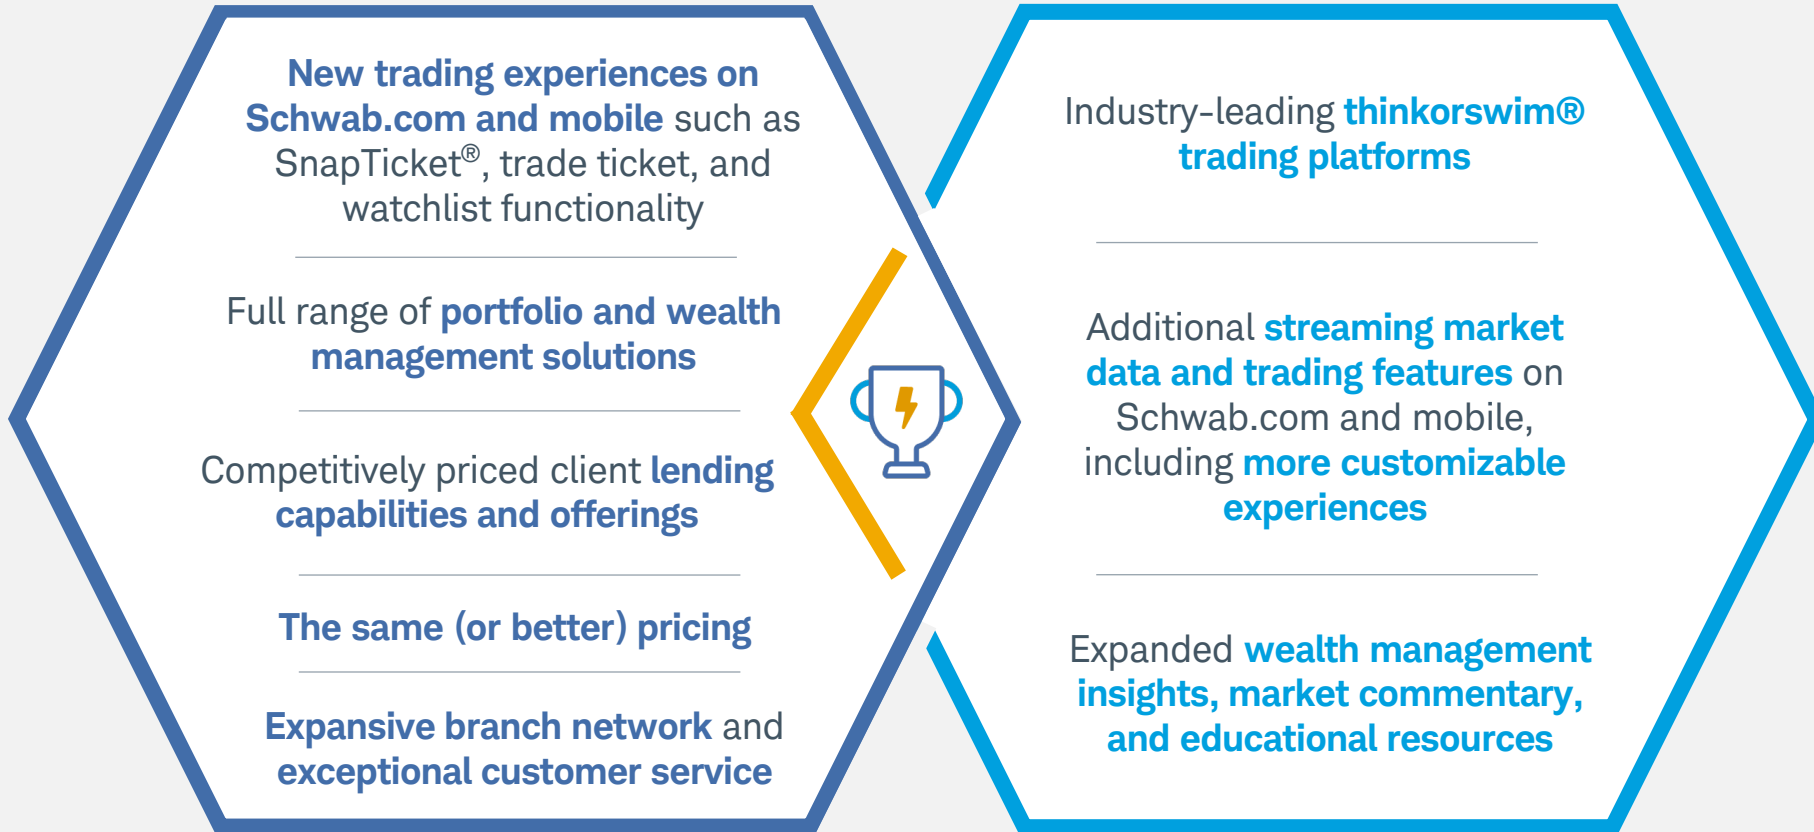 New trading experiences on
Schwab.com and mobile such as
SnapTicket®, trade ticket, and
watchlist functionality
Full range of portfolio and wealth
management solutions
Competitively priced client lending
capabilities and offerings
The same (or better) pricing
Expansive branch network and
exceptional customer service
Industry-leading thinkorswim®
trading platforms
Additional streaming market
data and trading features on
Schwab.com and mobile,
including more customizable
experiences
Expanded wealth management
insights, market commentary,
and educational resources